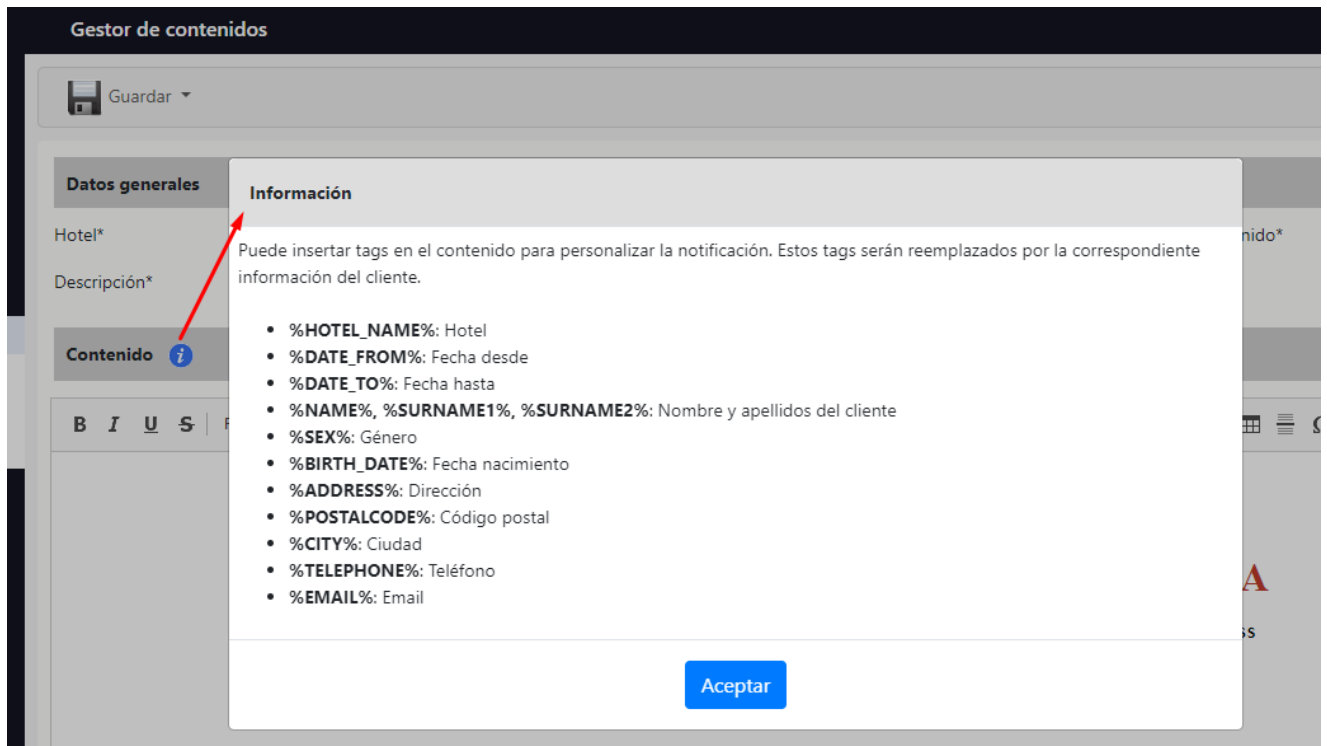 Gestor de contenidos
Guardar
Datos generales
Información
Hotel*
nido*
Puede insertar tags en el contenido para personalizar la notificación. Estos tags serán reemplazados por la correspondiente
información del cliente.
Descripción*
%HOTEL_NAME%: Hotel
Contenido
%DATE_FROM%: Fecha desde
%DATE_TO%: Fecha hasta
%NAME%, %SURNAME1%, %SURNAME2%: Nombre y apellidos del cliente
B I U S
%SEX%: Género
%BIRTH_DATE%: Fecha nacimiento
%ADDRESS%: Dirección
%POSTALCODE%: Código postal
%CITY%: Ciudad
%TELEPHONE%: Teléfono
%EMAIL%: Email
A
ss
Aceptar